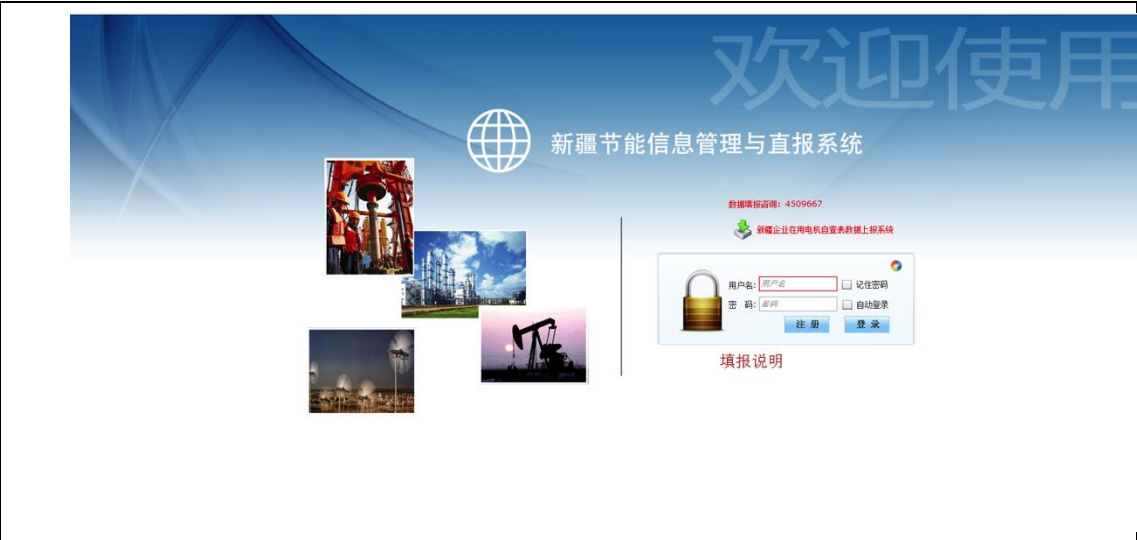 欢迎使用
新疆节能信息管理与直报系统
数据填报咨询：4509667
新疆企业在用电机自查表数据上报系统
用户名： 用户名 记住密码
密 码： 密码 自动登录
注 册 登 录
填报说明